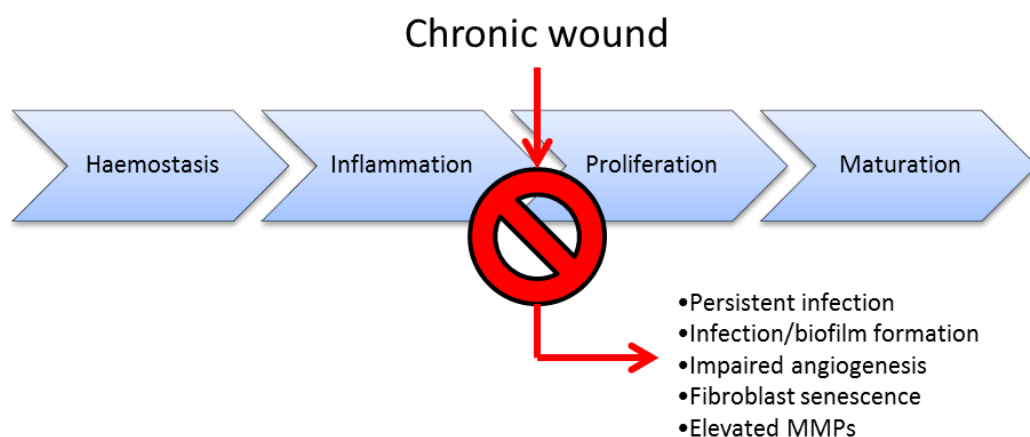 Chronic wound
Haemostasis
Inflammation
Proliferation
Maturation
•Persistent infection
•Infection/biofilm formation
•Impaired angiogenesis
•Fibroblast senescence
•Elevated MMPs